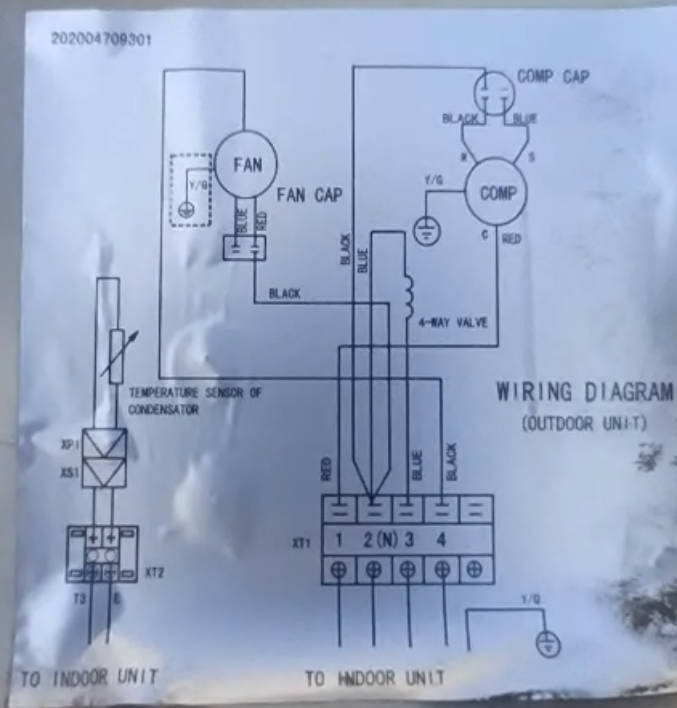 202004709301
COMP CAP
BLACK BLUE
FAN
Y/G
FAN CAP
R S
Y/G
COMP
BLUE
RED
C RED
BLACK
BLUE
BLACK
4-WAY VALVE
TEMPERATURE SENSOR OF
CONDENSATOR
WIRING DIAGRAM
(OUTDOOR UNIT)
XP1
XS1
RED
BLUE
BLACK
XT1 1 2(N) 3 4
XT2
T3
Y/G
TO INDOOR UNIT
TO INDOOR UNIT